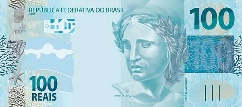 REPÚBLICA FEDERATIVA DO BRASIL
100
100
REAIS